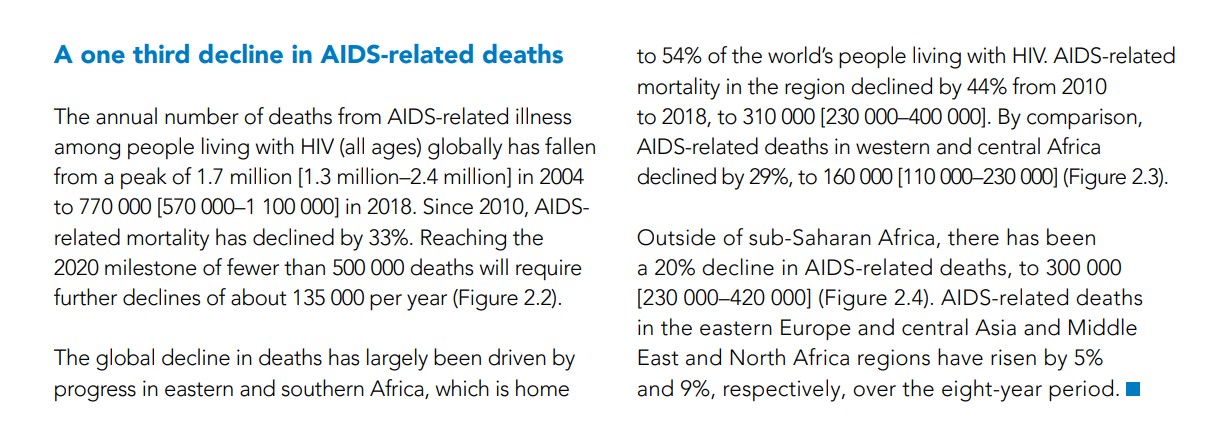 A one third decline in AIDS-related deaths
The annual number of deaths from AIDS-related illness
among people living with HIV (all ages) globally has fallen
from a peak of 1.7 million [1.3 million–2.4 million] in 2004
to 770 000 [570 000–1 100 000] in 2018. Since 2010, AIDS-
related mortality has declined by 33%. Reaching the
2020 milestone of fewer than 500 000 deaths will require
further declines of about 135 000 per year (Figure 2.2).
The global decline in deaths has largely been driven by
progress in eastern and southern Africa, which is home
to 54% of the world’s people living with HIV. AIDS-related
mortality in the region declined by 44% from 2010
to 2018, to 310 000 [230 000–400 000]. By comparison,
AIDS-related deaths in western and central Africa
declined by 29%, to 160 000 [110 000–230 000] (Figure 2.3).
Outside of sub-Saharan Africa, there has been
a 20% decline in AIDS-related deaths, to 300 000
[230 000–420 000] (Figure 2.4). AIDS-related deaths
in the eastern Europe and central Asia and Middle
East and North Africa regions have risen by 5%
and 9%, respectively, over the eight-year period.